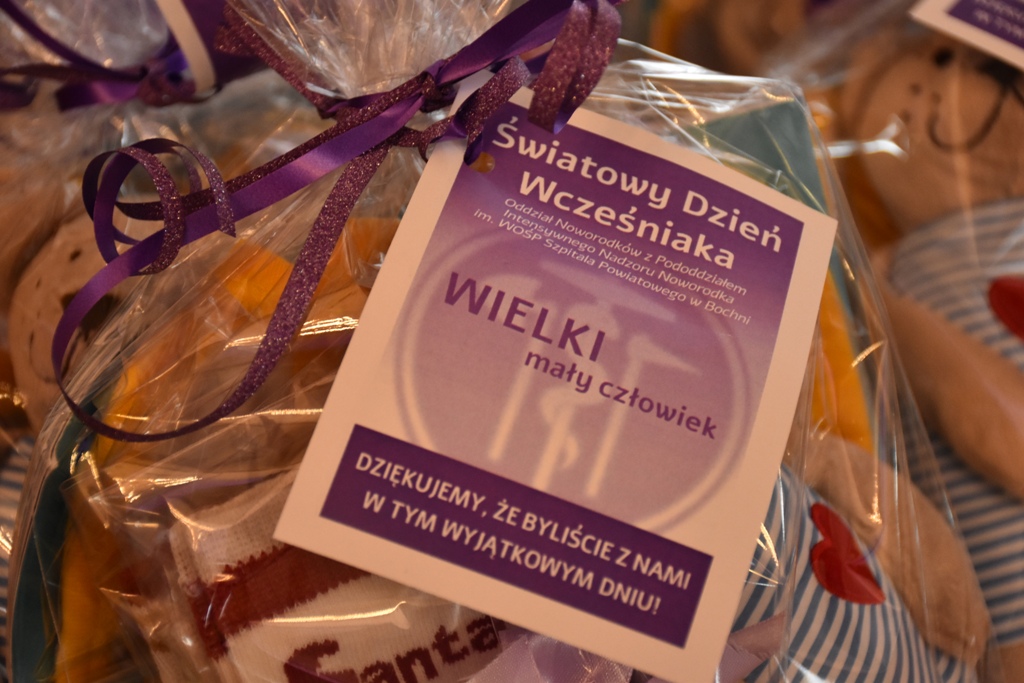 Światowy Dzień
Wcześniaka
Oddział Noworodków z Pododdziałem
Intensywnego Nadzoru Noworodka
im. WOŚP Szpitala Powiatowego w Bochni
WIELKI
mały człowiek
DZIĘKUJEMY, ŻE BYLIŚCIE Z NAMI
W TYM WYJĄTKOWYM DNIU!
Santa